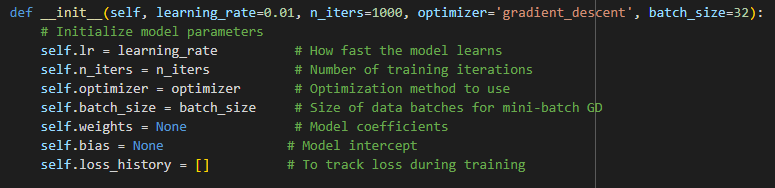 def __init__(self, learning_rate=0.01, n_iters=1000, optimizer='gradient_descent', batch_size=32):
    # Initialize model parameters
    self.lr = learning_rate          # How fast the model learns
    self.n_iters = n_iters           # Number of training iterations
    self.optimizer = optimizer       # Optimization method to use
    self.batch_size = batch_size     # Size of data batches for mini-batch GD
    self.weights = None              # Model coefficients
    self.bias = None                # Model intercept
    self.loss_history = []          # To track loss during training